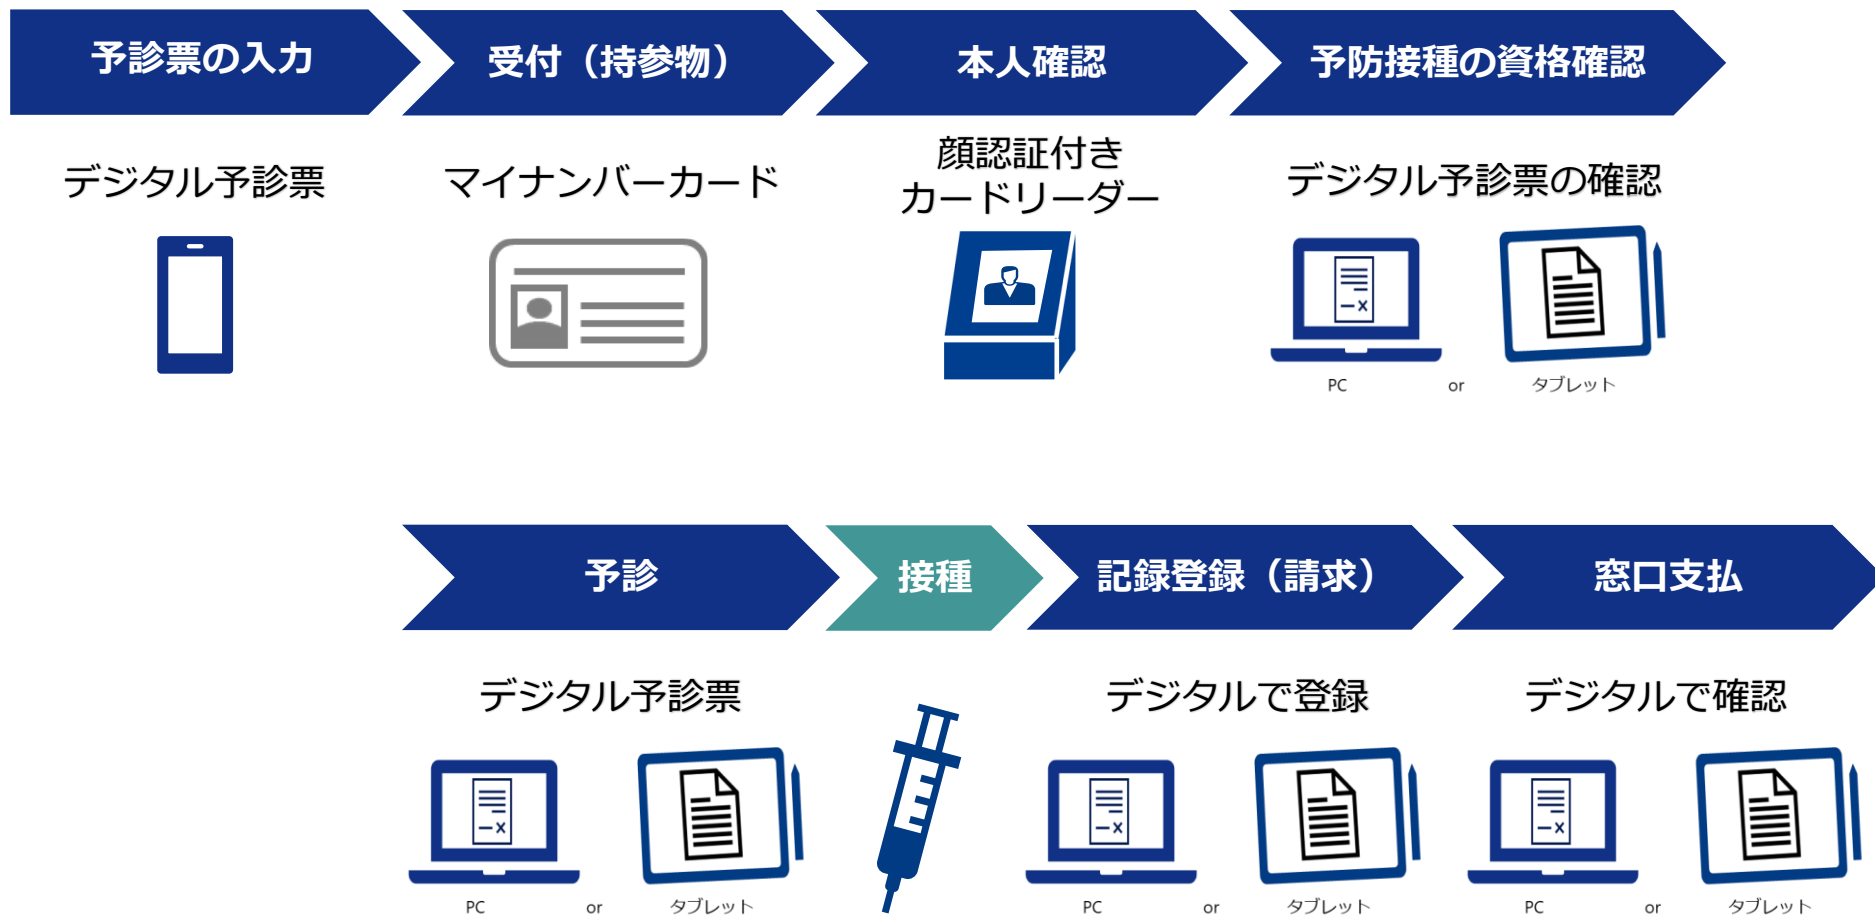 予診票の入力
受付（持参物）
本人確認
予防接種の資格確認
デジタル予診票
マイナンバーカード
顔認証付き
カードリーダー
デジタル予診票の確認
PC or タブレット
予診
接種
記録登録（請求）
窓口支払
デジタル予診票
デジタルで登録
デジタルで確認
PC or タブレット
PC or タブレット
PC or タブレット